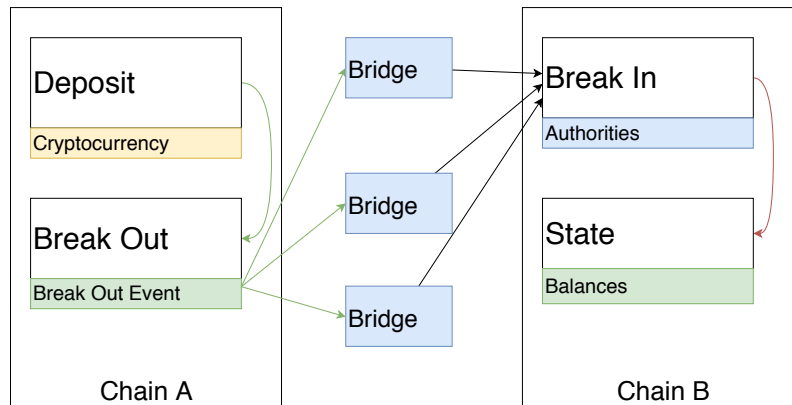 Deposit
Cryptocurrency
Break Out
Break Out Event
Chain A
Bridge
Bridge
Bridge
Break In
Authorities
State
Balances
Chain B